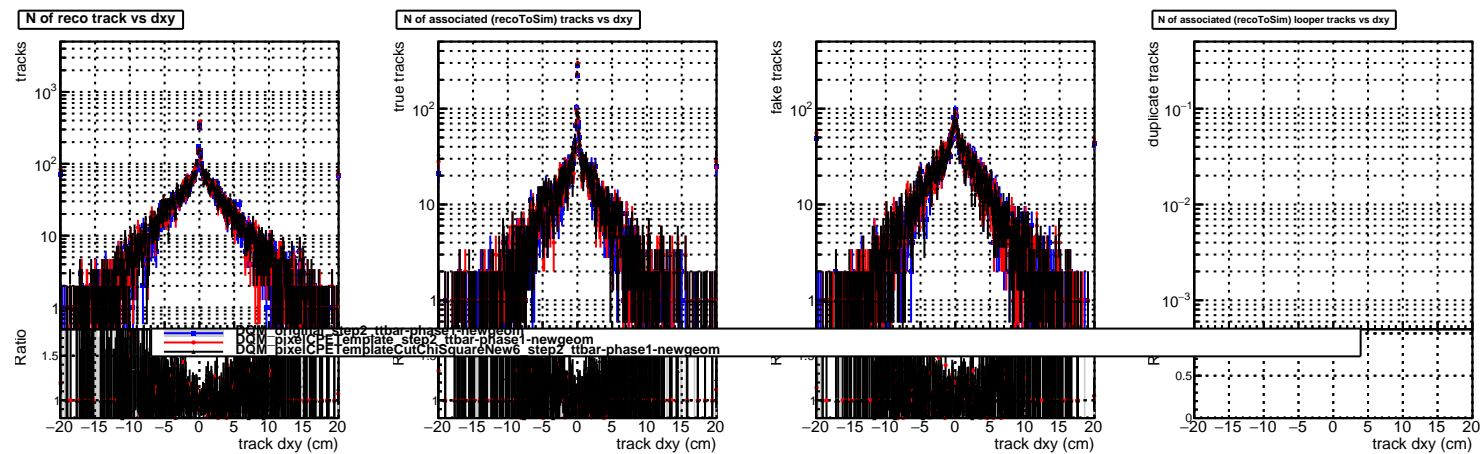 N of reco track vs dxy
N of associated (recoToSim) tracks vs dxy
N of associated (recoToSim) looper tracks vs dxy
tracks
10³
10²
10
1
Ratio
1.5
1
−20 −15 −10 −5 0 5 10 15 20
track dxy (cm)
true tracks
10²
10
1
−20 −15 −10 −5 0 5 10 15 20
track dxy (cm)
fake tracks
10²
10
1
−20 −15 −10 −5 0 5 10 15 20
track dxy (cm)
duplicate tracks
10⁻¹
10⁻²
10⁻³
0.5
0
−20 −15 −10 −5 0 5 10 15 20
track dxy (cm)
DQM_original_step2_ttbar-phase1-newgeom
DQM_pixelCPETemplate_step2_ttbar-phase1-newgeom
DQM_pixelCPETemplateCutChiSquareNew6_step2_ttbar-phase1-newgeom